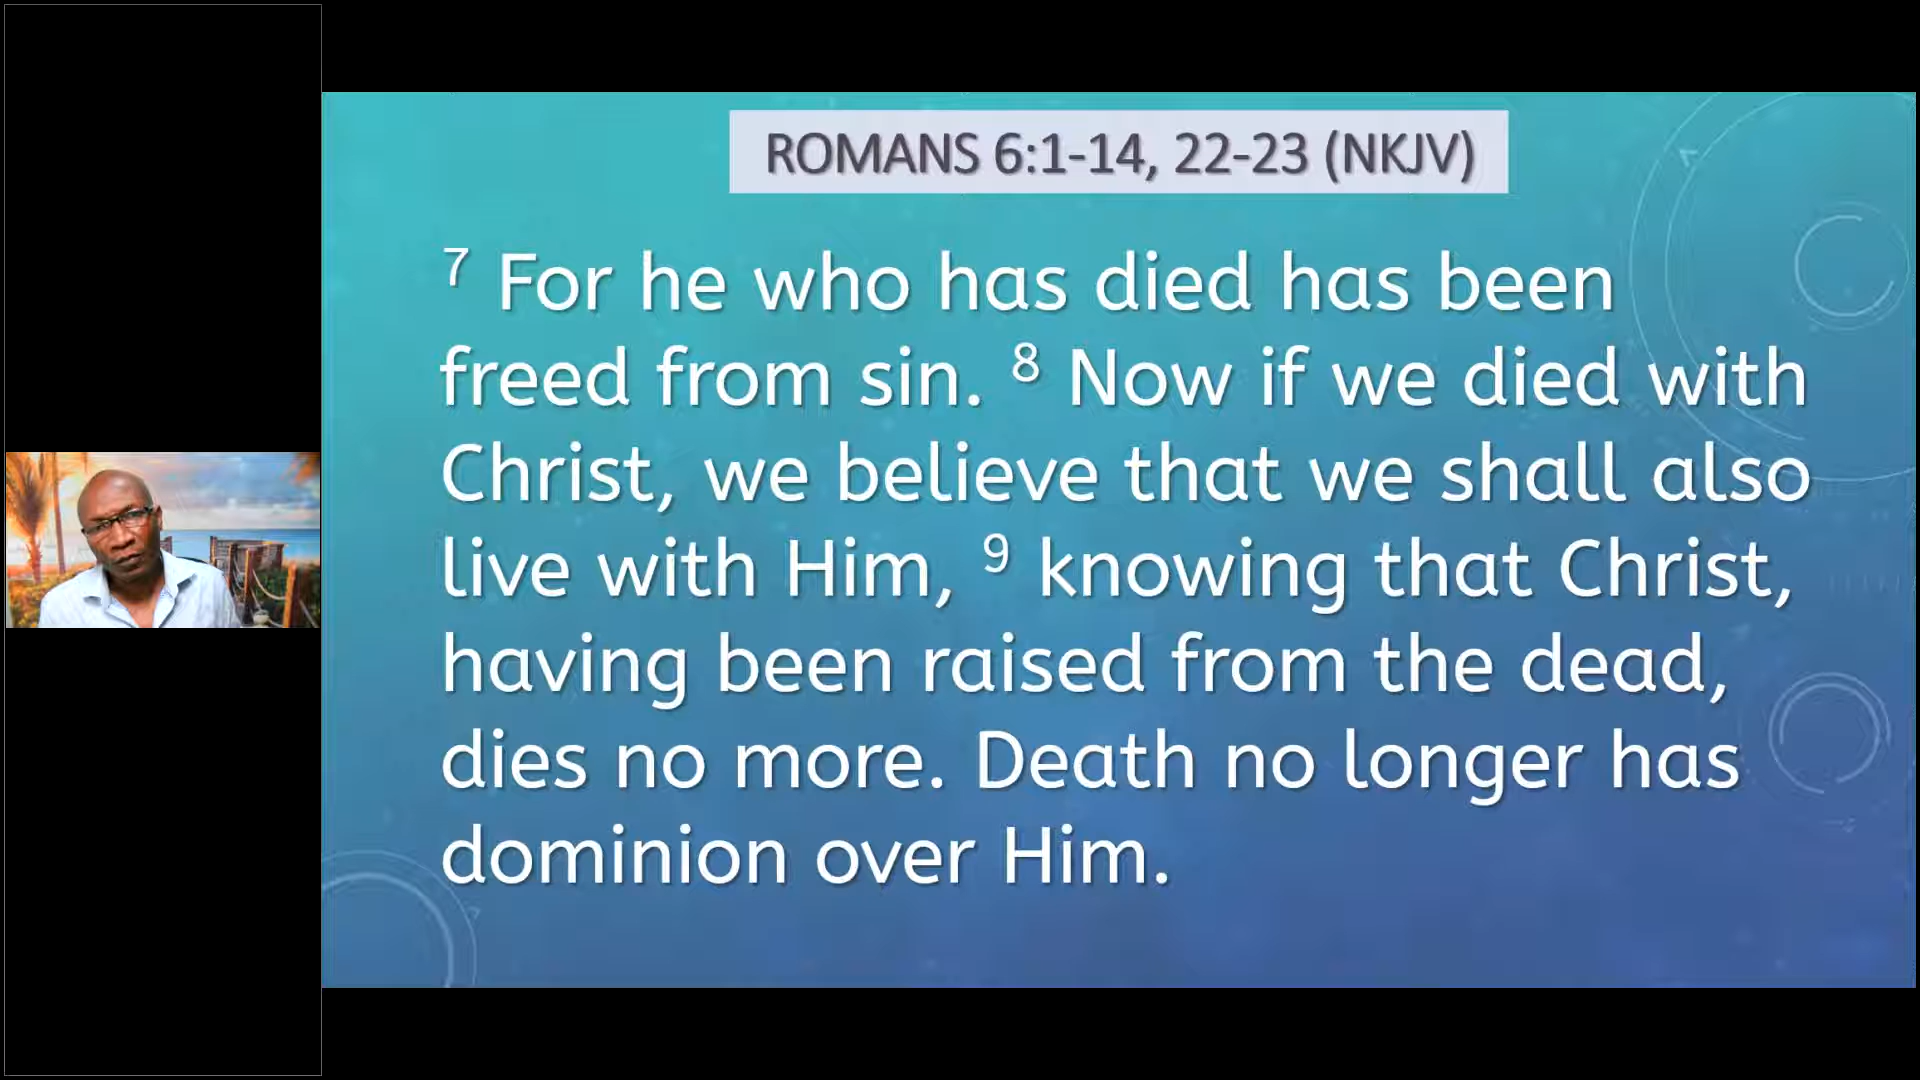 ROMANS 6:1-14, 22-23 (NKJV)
7 For he who has died has been
freed from sin. 8 Now if we died with
Christ, we believe that we shall also
live with Him, 9 knowing that Christ,
having been raised from the dead,
dies no more. Death no longer has
dominion over Him.